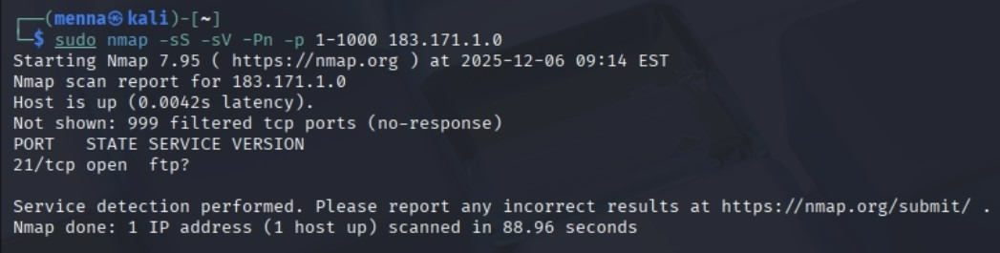 ┌──(menna㉿kali)-[~]
└─$ sudo nmap -sS -sV -Pn -p 1-1000 183.171.1.0
Starting Nmap 7.95 ( https://nmap.org ) at 2025-12-06 09:14 EST
Nmap scan report for 183.171.1.0
Host is up (0.0042s latency).
Not shown: 999 filtered tcp ports (no-response)
PORT   STATE SERVICE VERSION
21/tcp open  ftp?

Service detection performed. Please report any incorrect results at https://nmap.org/submit/ .
Nmap done: 1 IP address (1 host up) scanned in 88.96 seconds